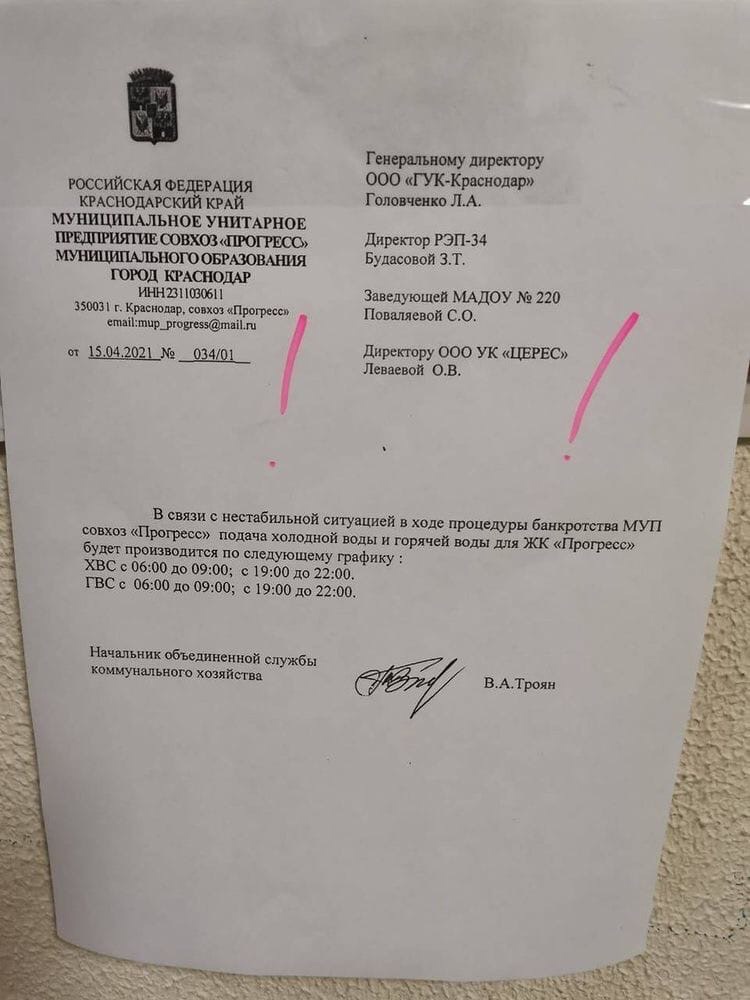 РОССИЙСКАЯ ФЕДЕРАЦИЯ
КРАСНОДАРСКИЙ КРАЙ
МУНИЦИПАЛЬНОЕ УНИТАРНОЕ
ПРЕДПРИЯТИЕ СОВХОЗ «ПРОГРЕСС»
МУНИЦИПАЛЬНОГО ОБРАЗОВАНИЯ
ГОРОД КРАСНОДАР
ИНН 2311030611
350031 г. Краснодар, совхоз «Прогресс»
email:mup_progress@mail.ru
от 15.04.2021 № 034/01
Генеральному директору
ООО «ГУК-Краснодар»
Головченко Л.А.
Директор РЭП-34
Будасовой З.Т.
Заведующей МАДОУ № 220
Поваляевой С.О.
Директору ООО УК «ЦЕРЕС»
Леваевой О.В.
! !
В связи с нестабильной ситуацией в ходе процедуры банкротства МУП
совхоз «Прогресс» подача холодной воды и горячей воды для ЖК «Прогресс»
будет производится по следующему графику :
ХВС с 06:00 до 09:00; с 19:00 до 22:00.
ГВС с 06:00 до 09:00; с 19:00 до 22:00.
Начальник объединенной службы
коммунального хозяйства
В.А.Троян